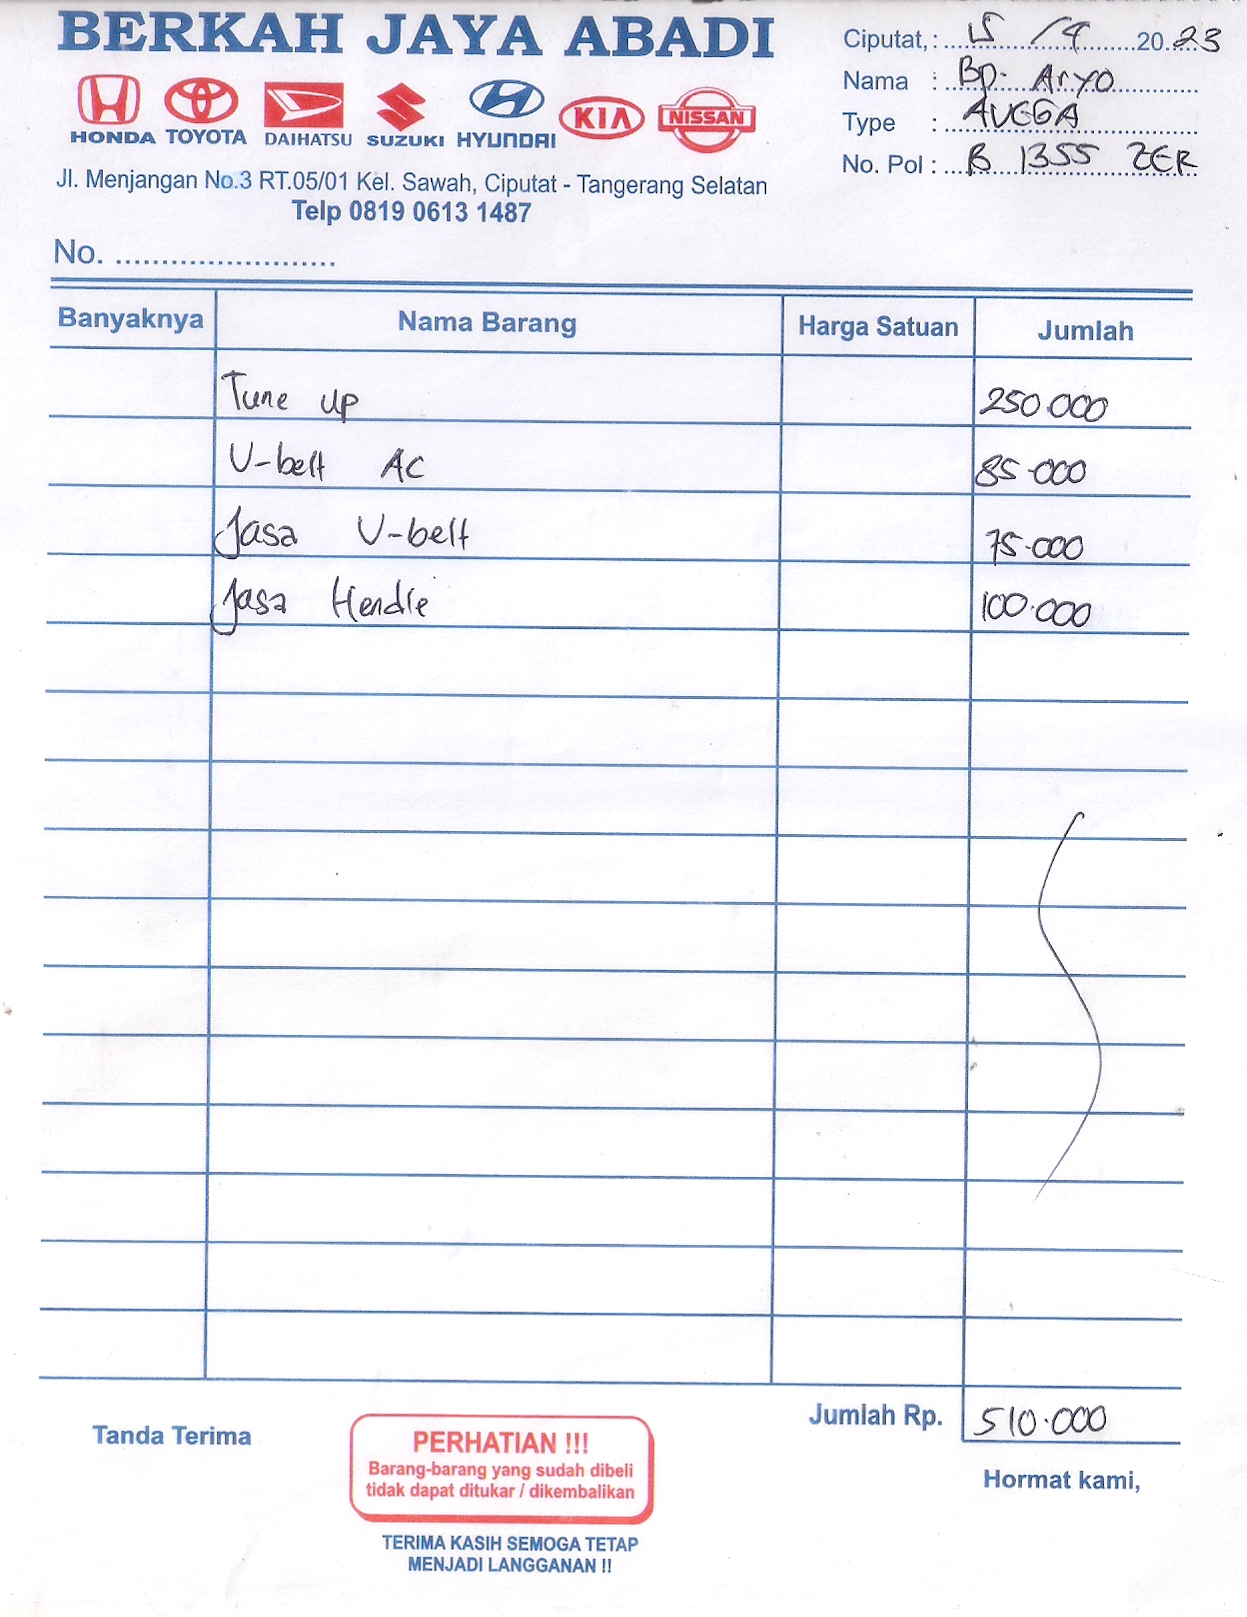 BERKAH JAYA ABADI
HONDA TOYOTA DAIHATSU SUZUKI HYUNDAI KIA NISSAN
Jl. Menjangan No.3 RT.05/01 Kel. Sawah, Ciputat - Tangerang Selatan
Telp 0819 0613 1487
Ciputat, : 15 / 4 2023
Nama : Bp. Aryo
Type : AVEGA
No. Pol : B 1355 ZER
No. ........................
Banyaknya Nama Barang Harga Satuan Jumlah
Tune up 250.000
V-belt AC 85.000
Jasa V-belt 75.000
Jasa Hendle 100.000
Jumlah Rp. 510.000
Tanda Terima
PERHATIAN !!!
Barang-barang yang sudah dibeli
tidak dapat ditukar / dikembalikan
Hormat kami,
TERIMA KASIH SEMOGA TETAP
MENJADI LANGGANAN !!